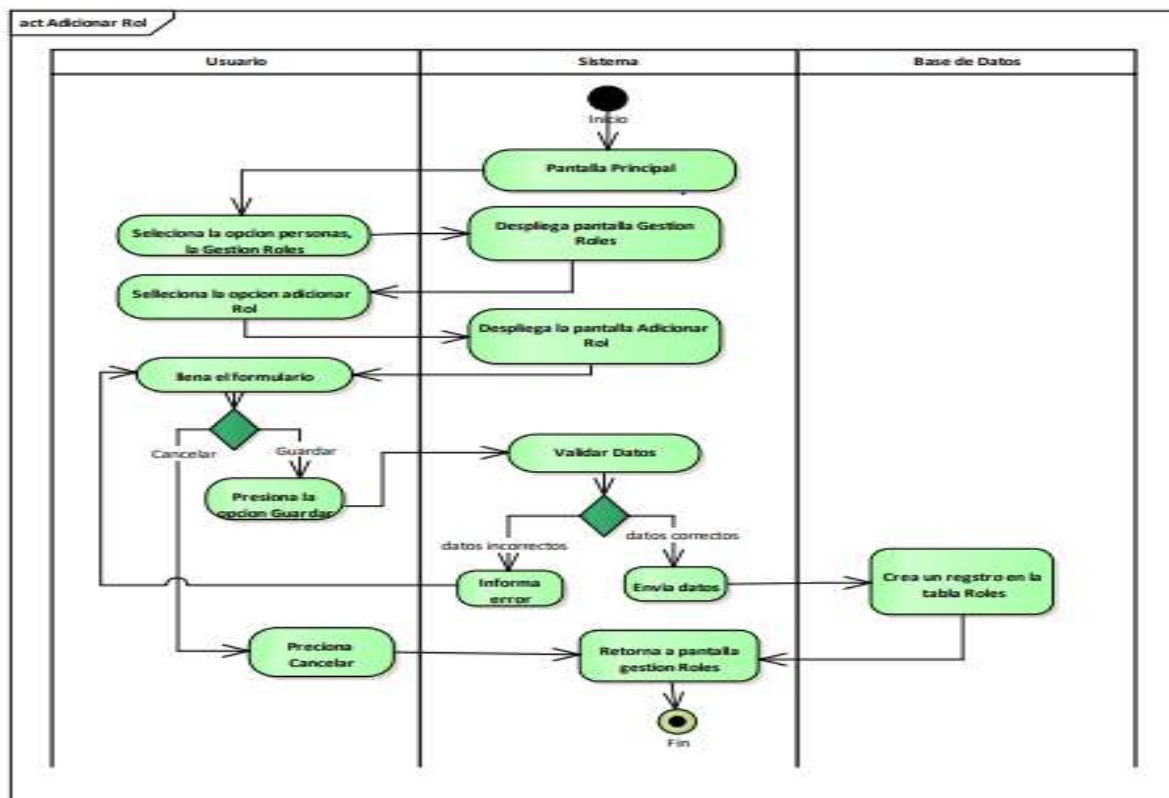 act Adicionar Rol
Usuario
Sistema
Base de Datos
Inicio
Pantalla Principal
Seleciona la opcion personas,
la Gestion Roles
Despliega pantalla Gestion
Roles
Selleciona la opcion adicionar
Rol
Despliega la pantalla Adicionar
Rol
llena el formulario
Cancelar
Guardar
Validar Datos
Presiona la
opcion Guardar
datos incorrectos
datos correctos
Informa
error
Envia datos
Crea un regstro en la
tabla Roles
Preciona
Cancelar
Retorna a pantalla
gestion Roles
Fin